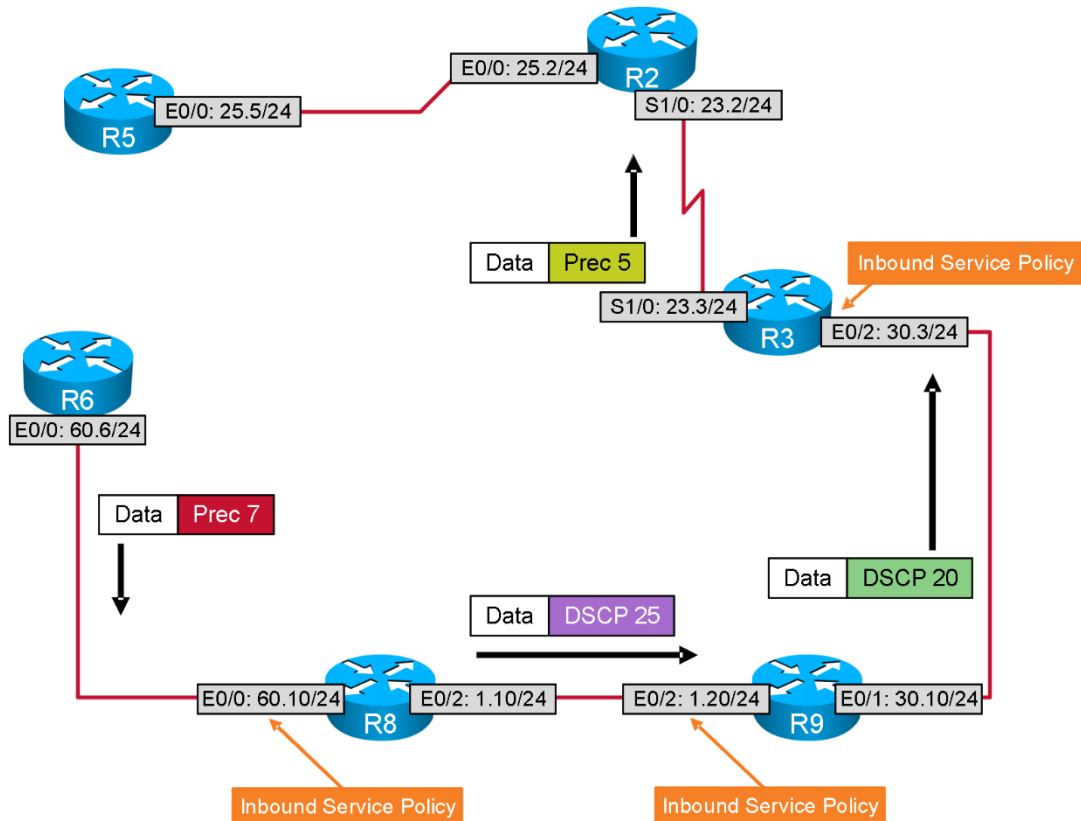 E0/0: 25.2/24
R2
E0/0: 25.5/24
R5
S1/0: 23.2/24
Data
Prec 5
Inbound Service Policy
S1/0: 23.3/24
R3
E0/2: 30.3/24
R6
E0/0: 60.6/24
Data
Prec 7
Data
DSCP 20
Data
DSCP 25
E0/0: 60.10/24
R8
E0/2: 1.10/24
E0/2: 1.20/24
R9
E0/1: 30.10/24
Inbound Service Policy
Inbound Service Policy